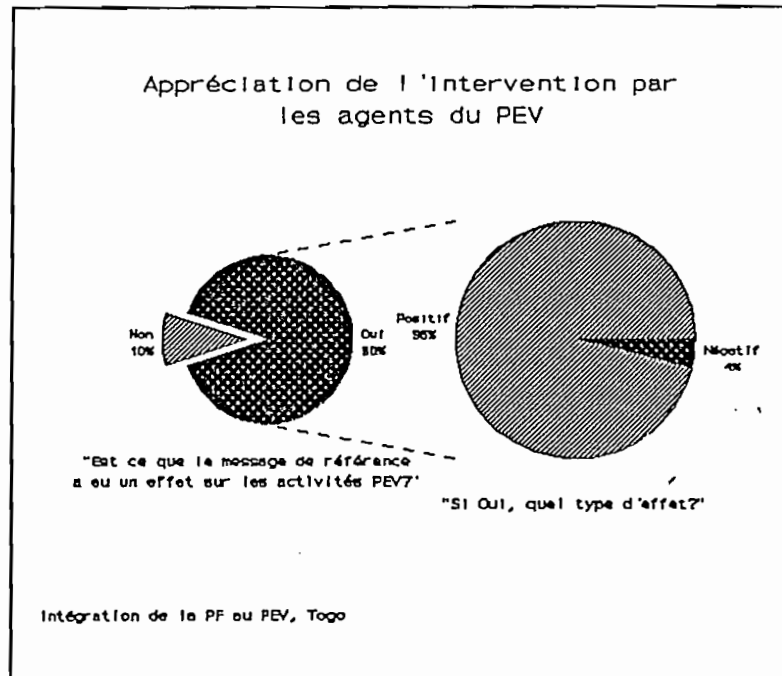 Appréciation de l'intervention par
les agents du PEV
Non
10%
Oui
90%
Positif
96%
Négatif
4%
"Est ce que le message de référance
a eu un effet sur les activités PEV?"
"Si Oui, quel type d'effet?"
Intégration de la PF au PEV, Togo